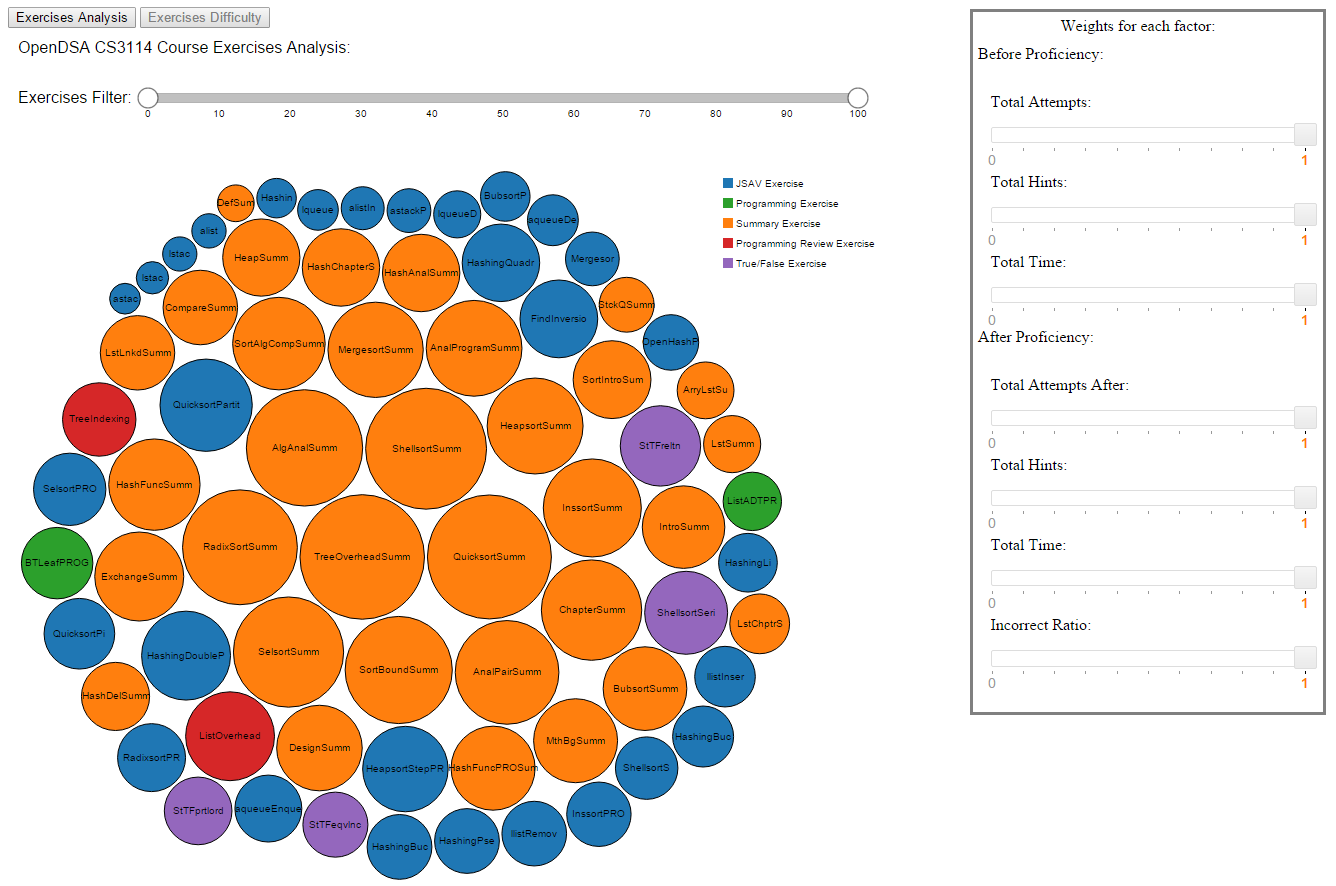 Exercises Analysis Exercises Difficulty
OpenDSA CS3114 Course Exercises Analysis:
Exercises Filter:
0 10 20 30 40 50 60 70 80 90 100
JSAV Exercise
Programming Exercise
Summary Exercise
Programming Review Exercise
True/False Exercise
DefSum
Hashin
lqueue
alistIn
astackP
lqueueD
BubsortP
aqueueDe
alist
lstac
lstac
astac
HeapSumm
HashChapterS
HashAnalSumm
HashingQuadr
Mergesor
CompareSumm
StckQSumm
FindInversio
LstLnkdSumm
SortAlgCompSumm
MergesortSumm
AnalProgramSumm
OpenHashP
SortIntroSum
ArryLstSu
TreeIndexing
QuicksortPartit
AlgAnalSumm
ShellsortSumm
HeapsortSumm
StTFreltn
LstSumm
SelsortPRO
HashFuncSumm
InssortSumm
IntroSumm
ListADTPR
BTLeafPROG
ExchangeSumm
RadixSortSumm
TreeOverheadSumm
QuicksortSumm
HashingLi
ChapterSumm
ShellsortSeri
LstChptrS
QuicksortPi
HashingDoubleP
SelsortSumm
SortBoundSumm
AnalPairSumm
BubsortSumm
llistInser
HashDelSumm
ListOverhead
DesignSumm
MthBgSumm
HashingBuc
RadixsortPR
HeapsortStepPR
HashFuncPROSum
ShellsortS
StTFprtlord
aqueueEnque
StTFeqvlnc
HashingBuc
HashingPse
llistRemov
InssortPRO
Weights for each factor:
Before Proficiency:
Total Attempts:
0 1
Total Hints:
0 1
Total Time:
0 1
After Proficiency:
Total Attempts After:
0 1
Total Hints:
0 1
Total Time:
0 1
Incorrect Ratio:
0 1